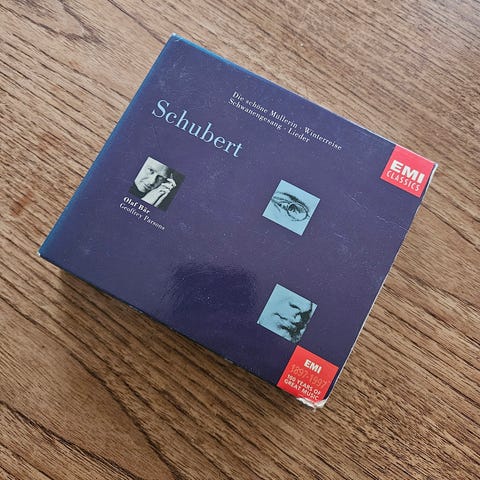 Die schöne Müllerin · Winterreise
Schwanengesang · Lieder
Schubert
EMI
CLASSICS
Olaf Bär
Geoffrey Parsons
EMI
1897-1997
100 YEARS OF
GREAT MUSIC